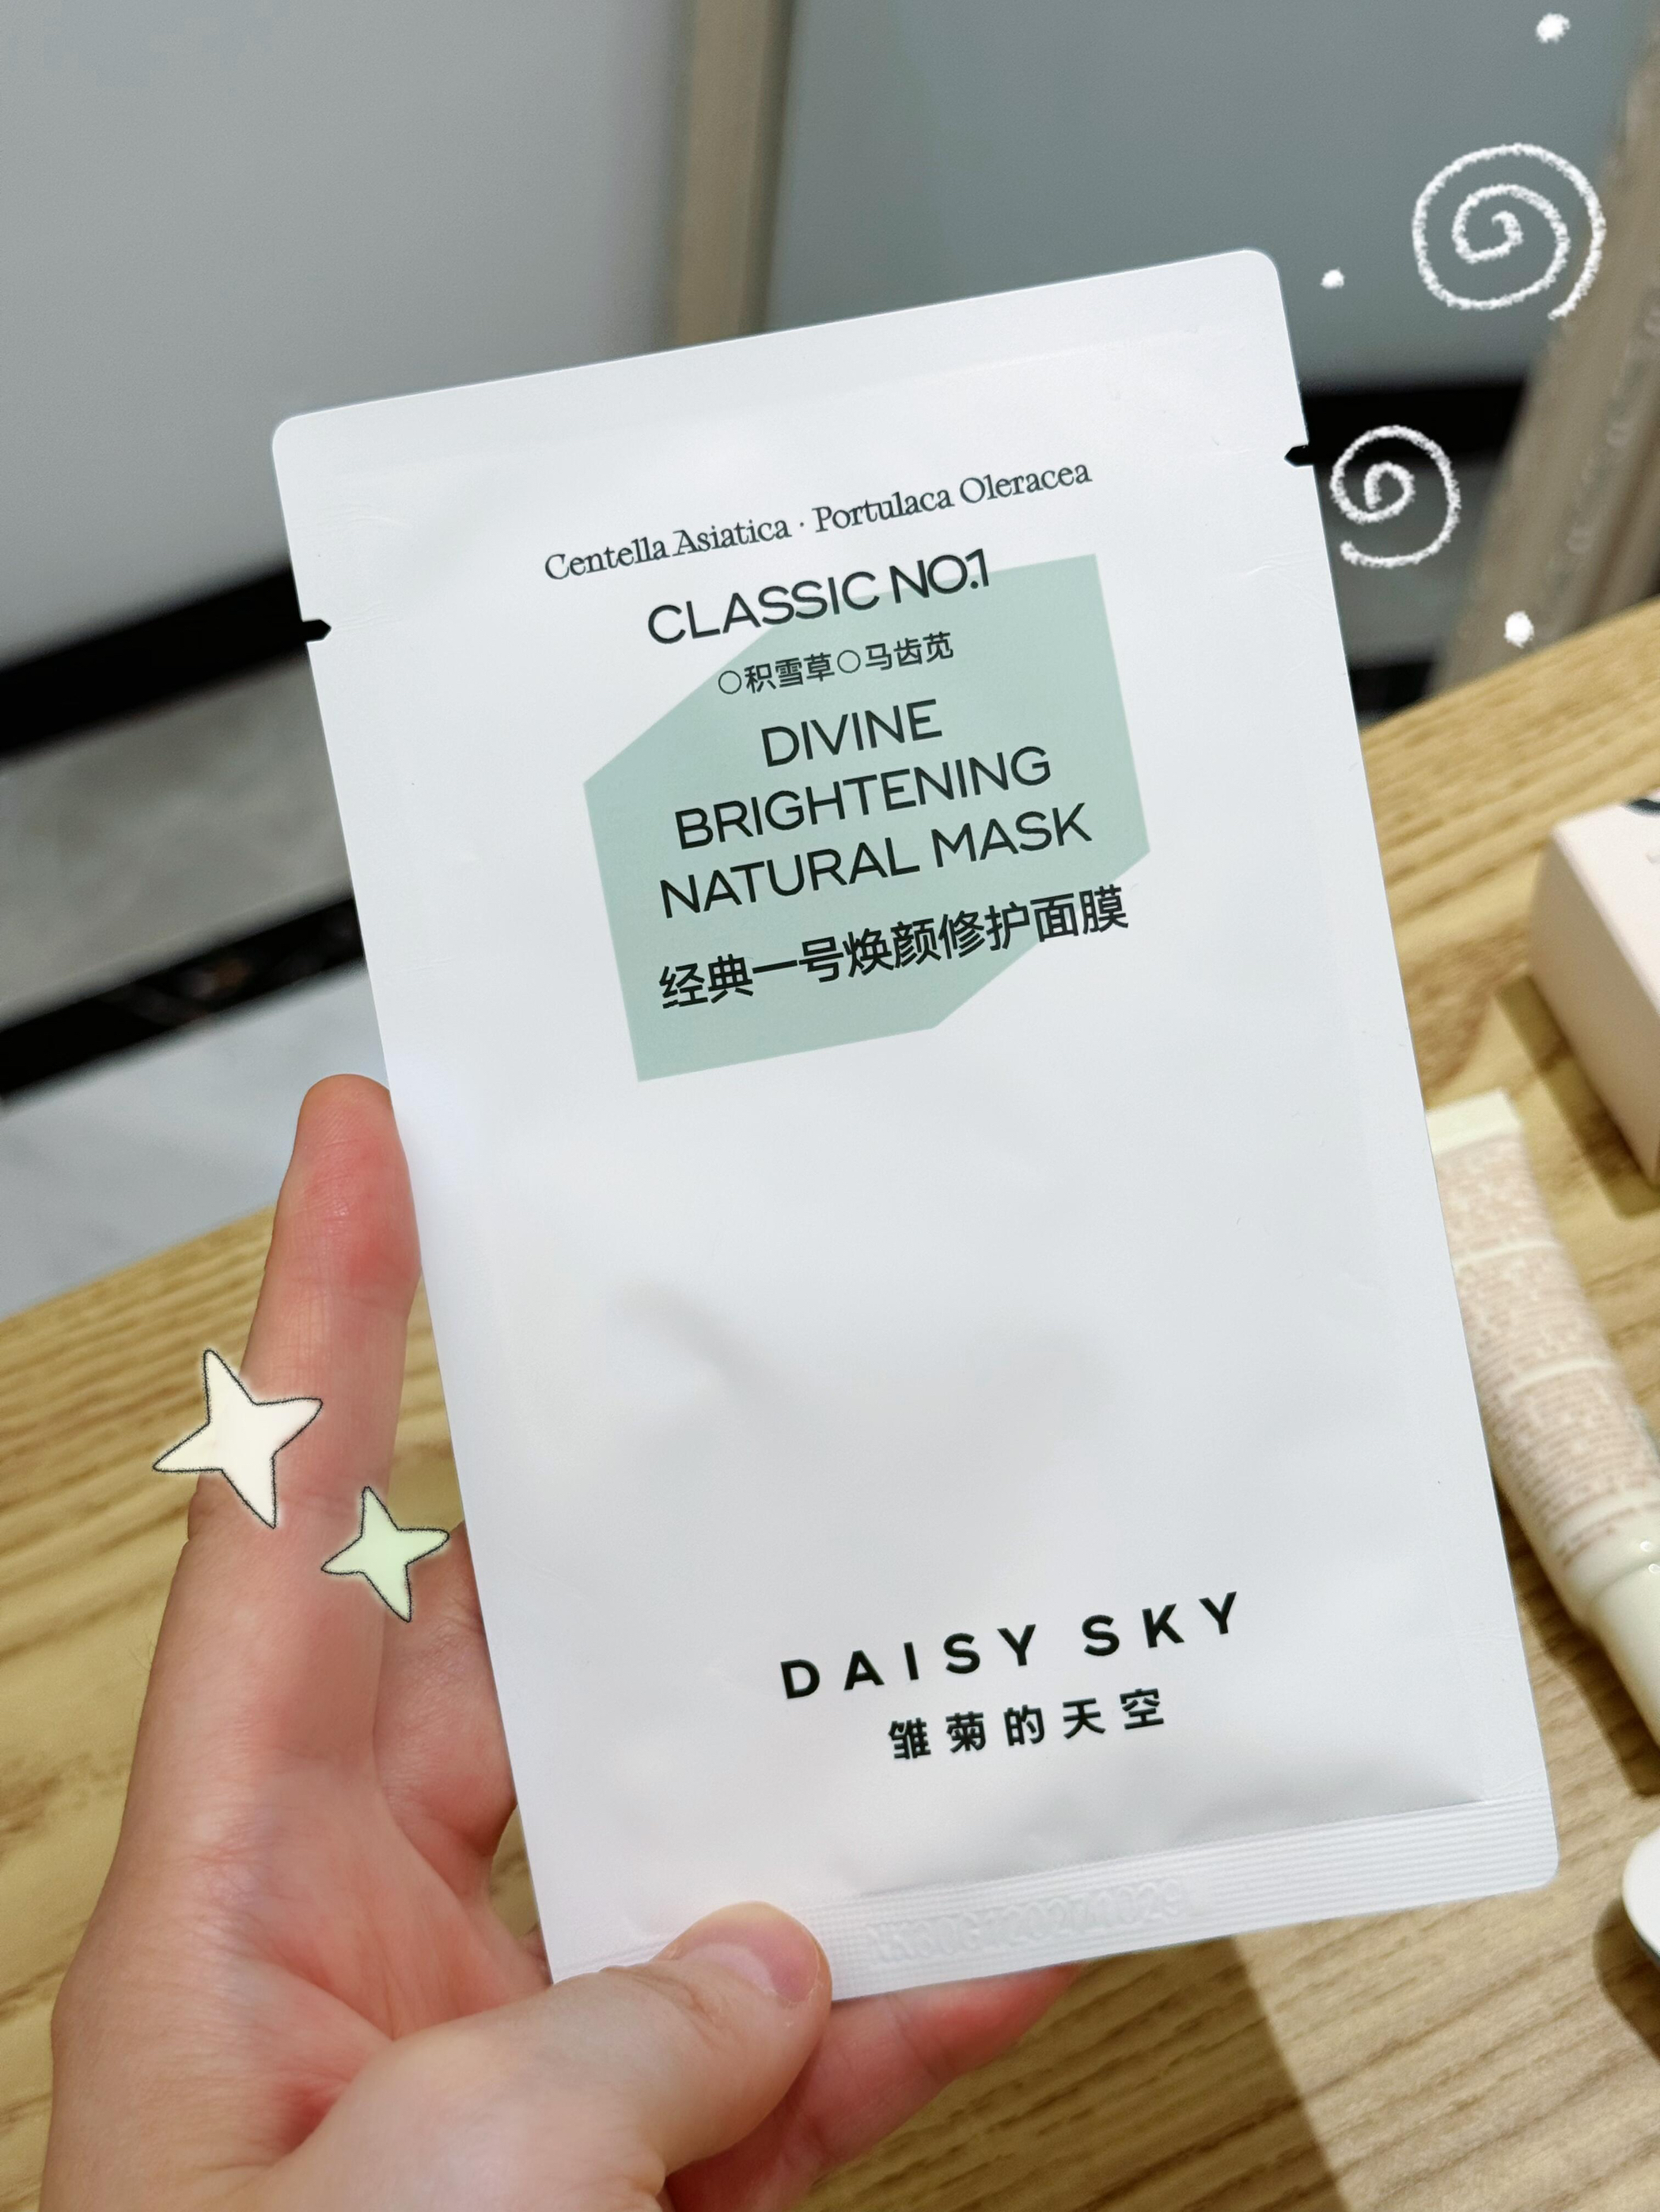 Centella Asiatica · Portulaca Oleracea
CLASSIC NO.1
○积雪草○马齿苋
DIVINE
BRIGHTENING
NATURAL MASK
经典一号焕颜修护面膜
DAISY SKY
雏菊的天空